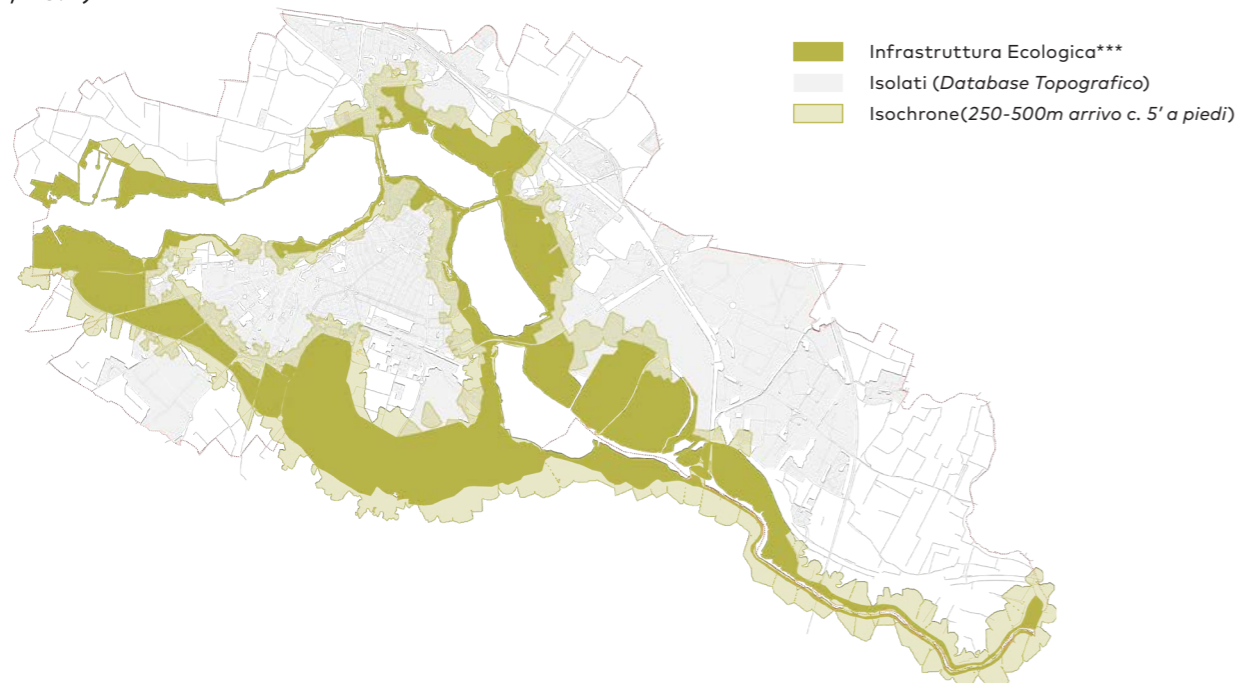 Infrastruttura Ecologica***
Isolati (Database Topografico)
Isochrone(250-500m arrivo c. 5' a piedi)